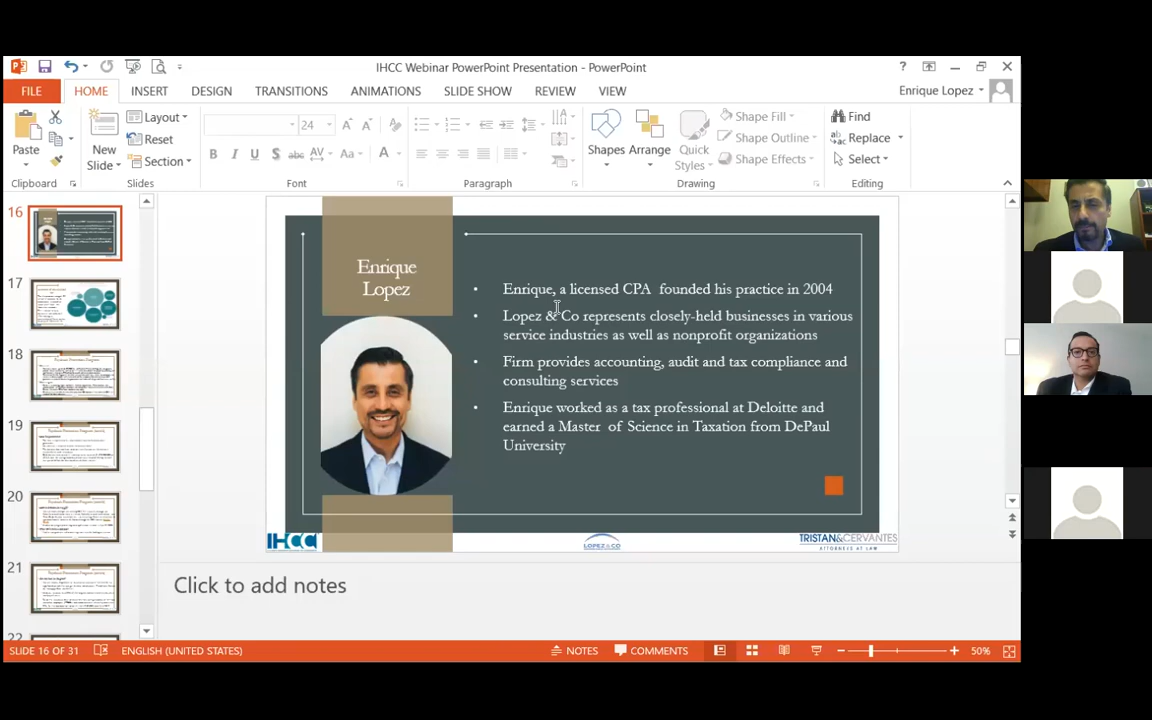 IHCC Webinar PowerPoint Presentation - PowerPoint
FILE HOME INSERT DESIGN TRANSITIONS ANIMATIONS SLIDE SHOW REVIEW VIEW Enrique Lopez
Paste
Clipboard
New
Slide
Layout
Reset
Section
Slides
24
Font
Paragraph
Shapes
Arrange
Quick
Styles
Shape Fill
Shape Outline
Shape Effects
Drawing
Find
Replace
Select
Editing
16
17
18
19
20
21
22
Enrique
Lopez
• Enrique, a licensed CPA founded his practice in 2004
• Lopez & Co represents closely-held businesses in various
service industries as well as nonprofit organizations
• Firm provides accounting, audit and tax compliance and
consulting services
• Enrique worked as a tax professional at Deloitte and
earned a Master of Science in Taxation from DePaul
University
IHCC
LOPEZ&CO
TRISTAN&CERVANTES
ATTORNEYS AT LAW
Click to add notes
SLIDE 16 OF 31 ENGLISH (UNITED STATES) NOTES COMMENTS 50%